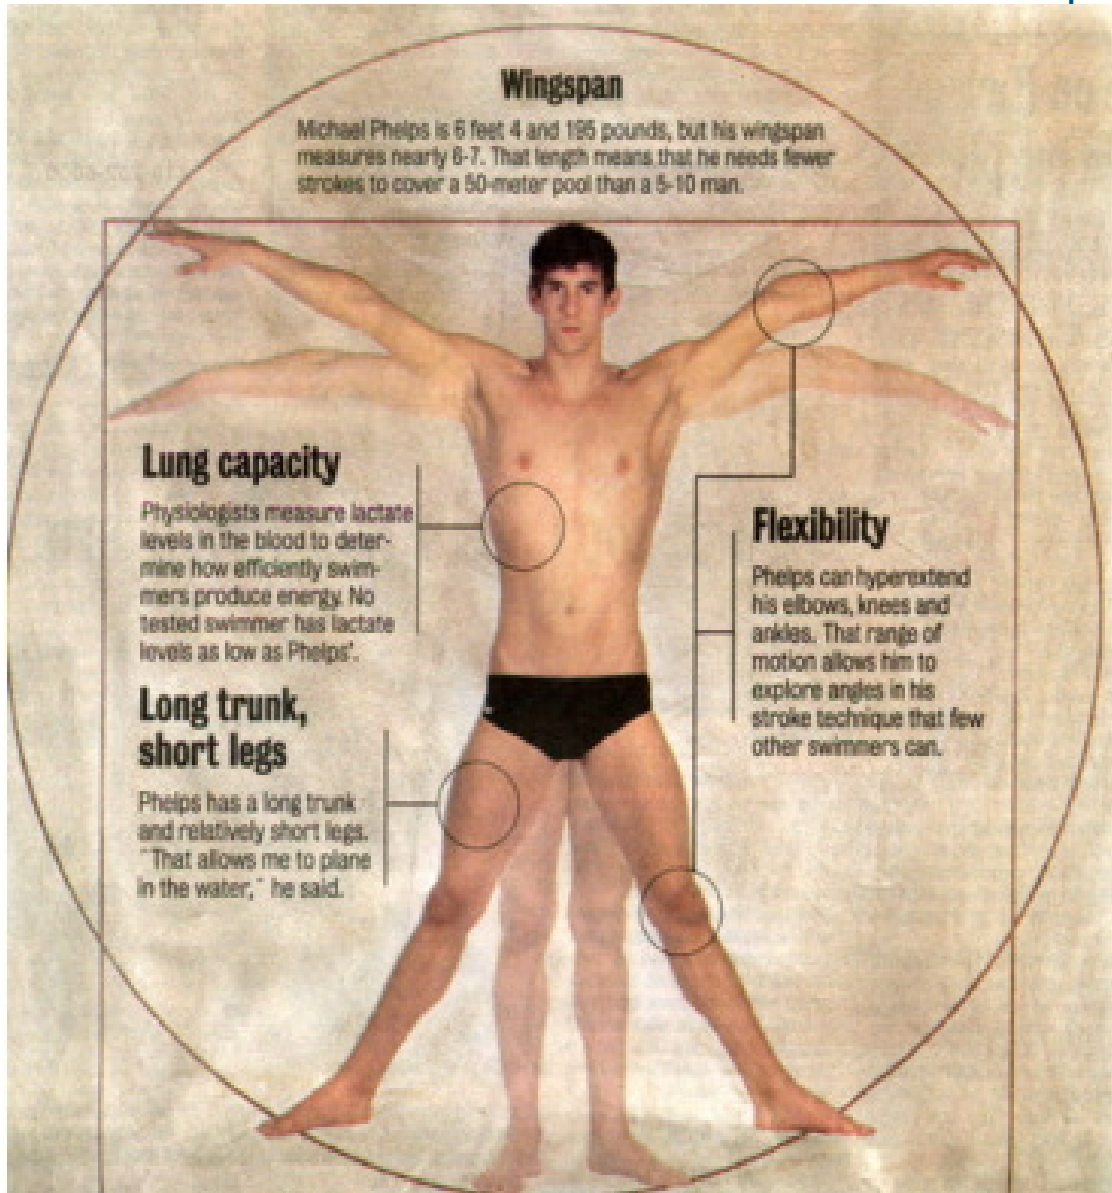 Wingspan
Michael Phelps is 6 feet 4 and 195 pounds, but his wingspan
measures nearly 6-7. That length means that he needs fewer
strokes to cover a 50-meter pool than a 5-10 man.
Lung capacity
Physiologists measure lactate
levels in the blood to deter-
mine how efficiently swim-
mers produce energy. No
tested swimmer has lactate
levels as low as Phelps'.
Long trunk,
short legs
Phelps has a long trunk
and relatively short legs.
"That allows me to plane
in the water," he said.
Flexibility
Phelps can hyperextend
his elbows, knees and
ankles. That range of
motion allows him to
explore angles in his
stroke technique that few
other swimmers can.